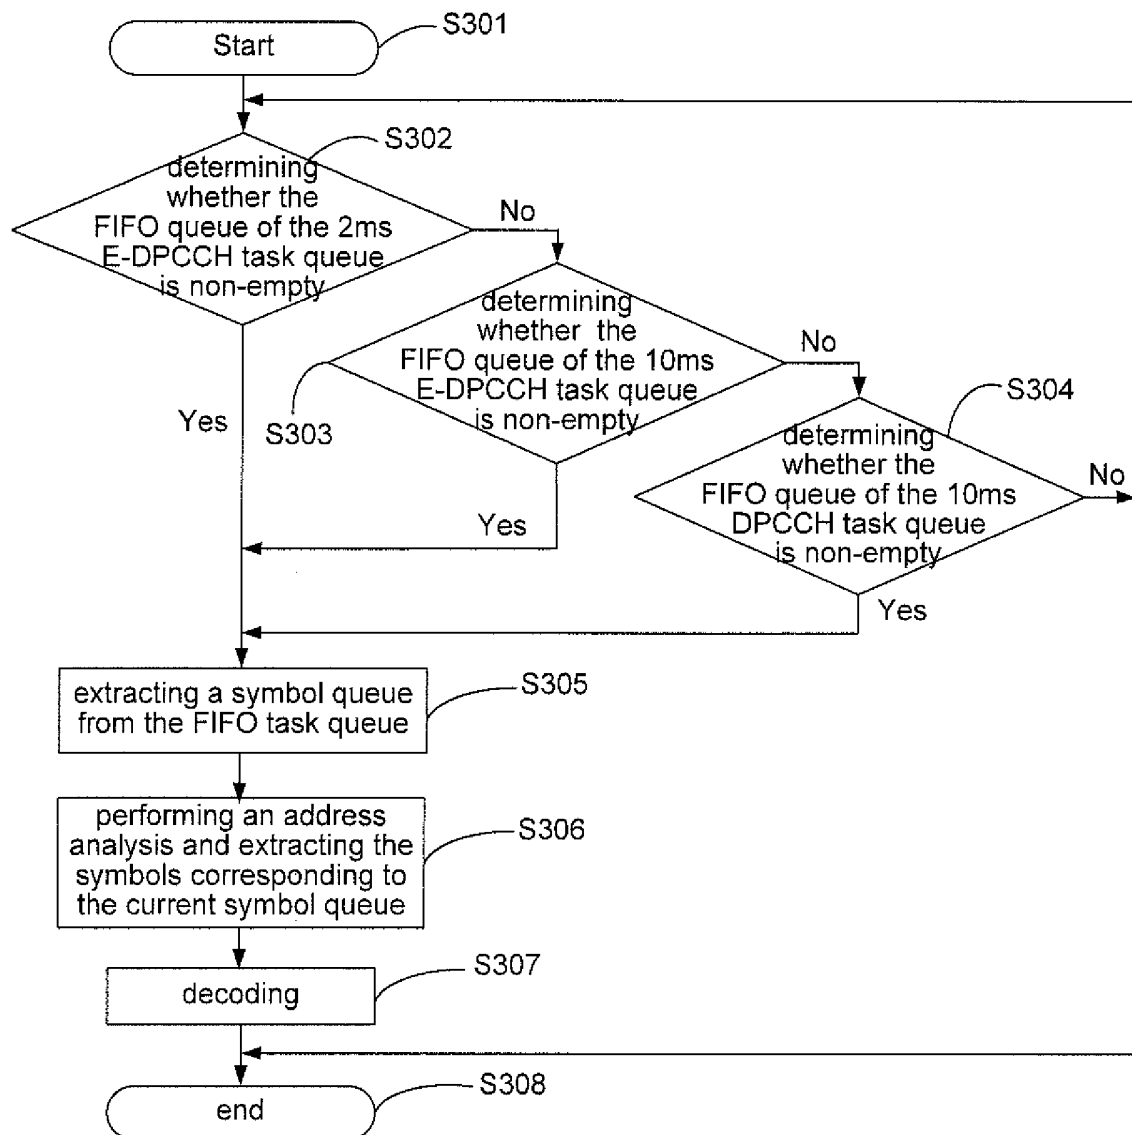 Start
S301
S302
determining
whether the
FIFO queue of the 2ms
E-DPCCH task queue
is non-empty
No
Yes
determining
whether the
FIFO queue of the 10ms
E-DPCCH task queue
is non-empty
S303
No
Yes
S304
determining
whether the
FIFO queue of the 10ms
DPCCH task queue
is non-empty
No
Yes
extracting a symbol queue
from the FIFO task queue
S305
performing an address
analysis and extracting the
symbols corresponding to
the current symbol queue
S306
decoding
S307
end
S308